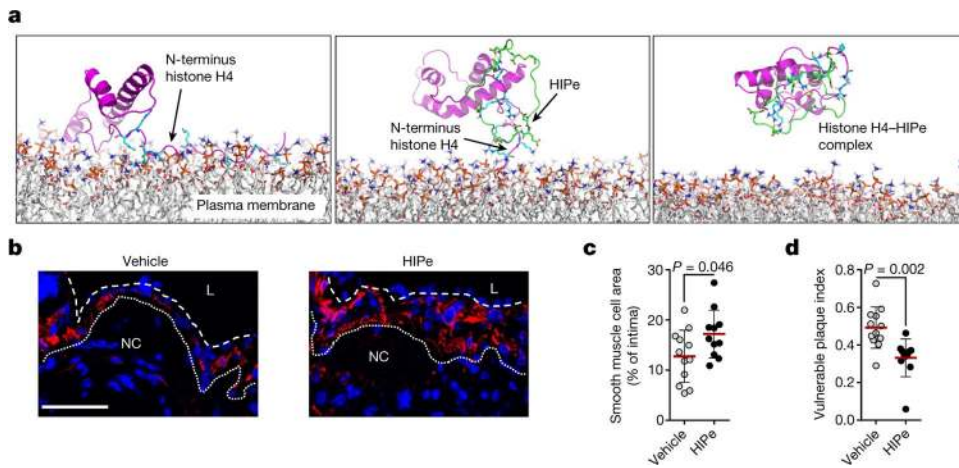 a
N-terminus
histone H4
Plasma membrane
HIPe
N-terminus
histone H4
Histone H4–HIPe
complex
b
Vehicle
L
NC
HIPe
L
NC
c
P = 0.046
Smooth muscle cell area
(% of intima)
30
20
10
0
Vehicle
HIPe
d
P = 0.002
Vulnerable plaque index
0.8
0.6
0.4
0.2
0.0
Vehicle
HIPe